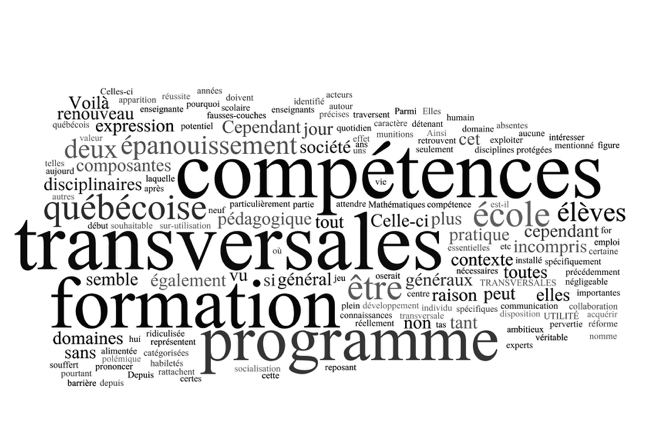 Celles-ci
apparition réussite années
Voilà enseignante pourquoi doivent identifié acteurs
renouveau scolaire enseignants autour
fausses-couches précises traversent Parmi Elles
québécois expression potentiel Cependant jour quotidien caractère détenant humain
valeur effet munitions Ainsi domaine absentes
deux épanouissement société ans uns retrouvent cet exploiter aucune intéresser
seulement disciplines protégées mentionné figure
telles composantes compétences
aujourd
disciplinaires laquelle après vie
autres
québécoise neuf particulièrement partie attendre Mathématiques compétence est-il école élèves
pédagogique tout Celle-ci plus
début souhaitable sur-utilisation
transversales pratique cependant for
où essentielles etc incompris emploi
certaine
contexte installé spécifiquement
semble également vu si général jeu oserait généraux nécessaires toutes précédemment
être TRANSVERSALES négligeable
formation centre raison peut elles importantes
plein développement individu spécifiques communication collaboration
connaissances transversale disposition UTILITÉ acquérir
réellement non tas tant ambitieux pervertie réforme
domaines hui ridiculisée programme véritable nomme
représentent
sans alimentée catégorisées experts
polémique
souffert prononcer habiletés reposant
pourtant Depuis rattachent socialisation
barrière depuis certes cette